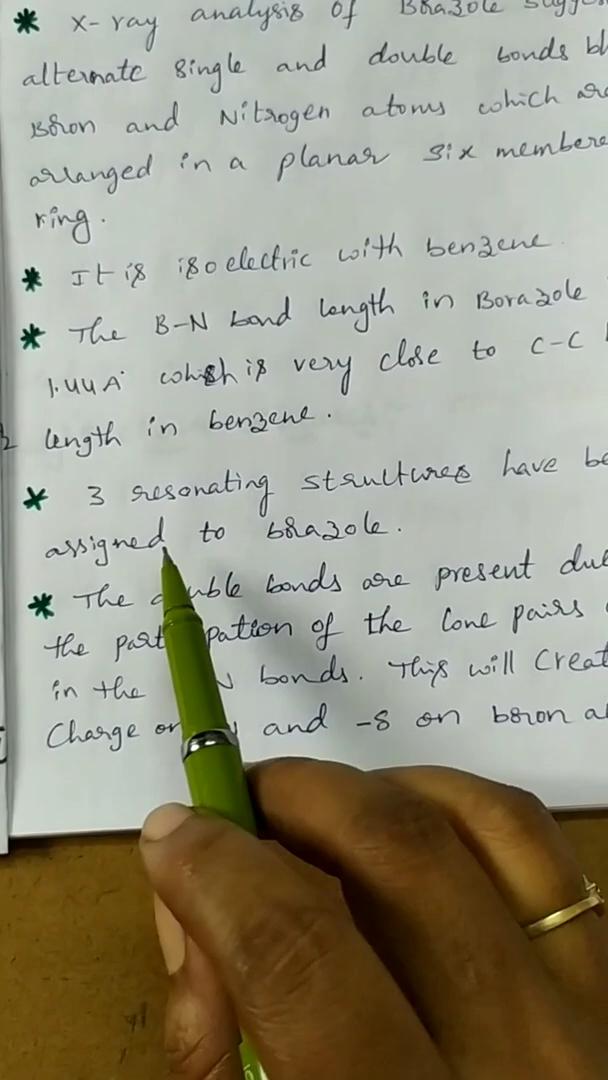 * X-ray analysis of Brazole
alternate single and double bonds
Boron and Nitrogen atoms which are
arranged in a planar six membere
ring.
* It is isoelectric with benzene.
* The B-N bond length in Borazole
1.44A° which is very close to C-C
length in benzene.
* 3 resonating structures have be
assigned to brazole.
* The double bonds are present due
the participation of the lone pairs
in the N bonds. This will Creat
Charge on and -δ on boron a